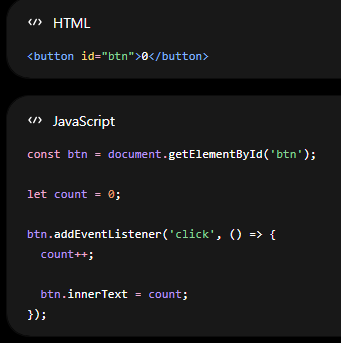 HTML
<button id="btn">0</button>
JavaScript
const btn = document.getElementById('btn');
let count = 0;
btn.addEventListener('click', () => {
count++;
btn.innerText = count;
});